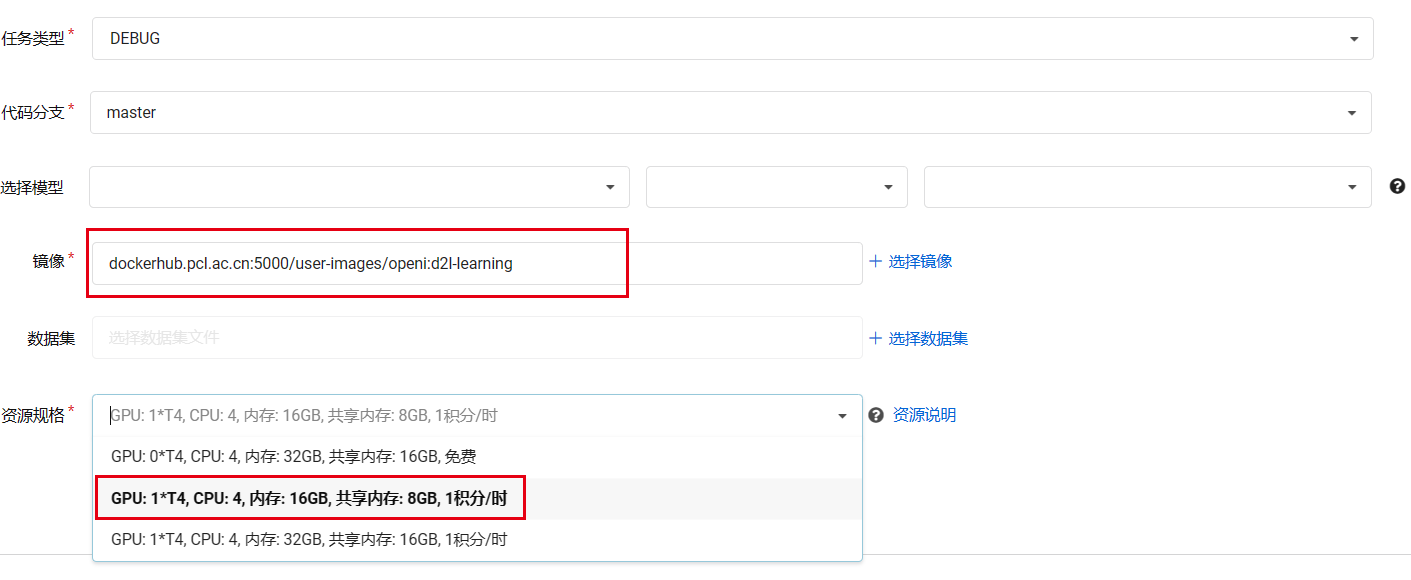 任务类型* DEBUG
代码分支* master
选择模型
镜像* dockerhub.pcl.ac.cn:5000/user-images/openi:d2l-learning + 选择镜像
数据集 选择数据集文件 + 选择数据集
资源规格* GPU: 1*T4, CPU: 4, 内存: 16GB, 共享内存: 8GB, 1积分/时 ? 资源说明
GPU: 0*T4, CPU: 4, 内存: 32GB, 共享内存: 16GB, 免费
GPU: 1*T4, CPU: 4, 内存: 16GB, 共享内存: 8GB, 1积分/时
GPU: 1*T4, CPU: 4, 内存: 32GB, 共享内存: 16GB, 1积分/时